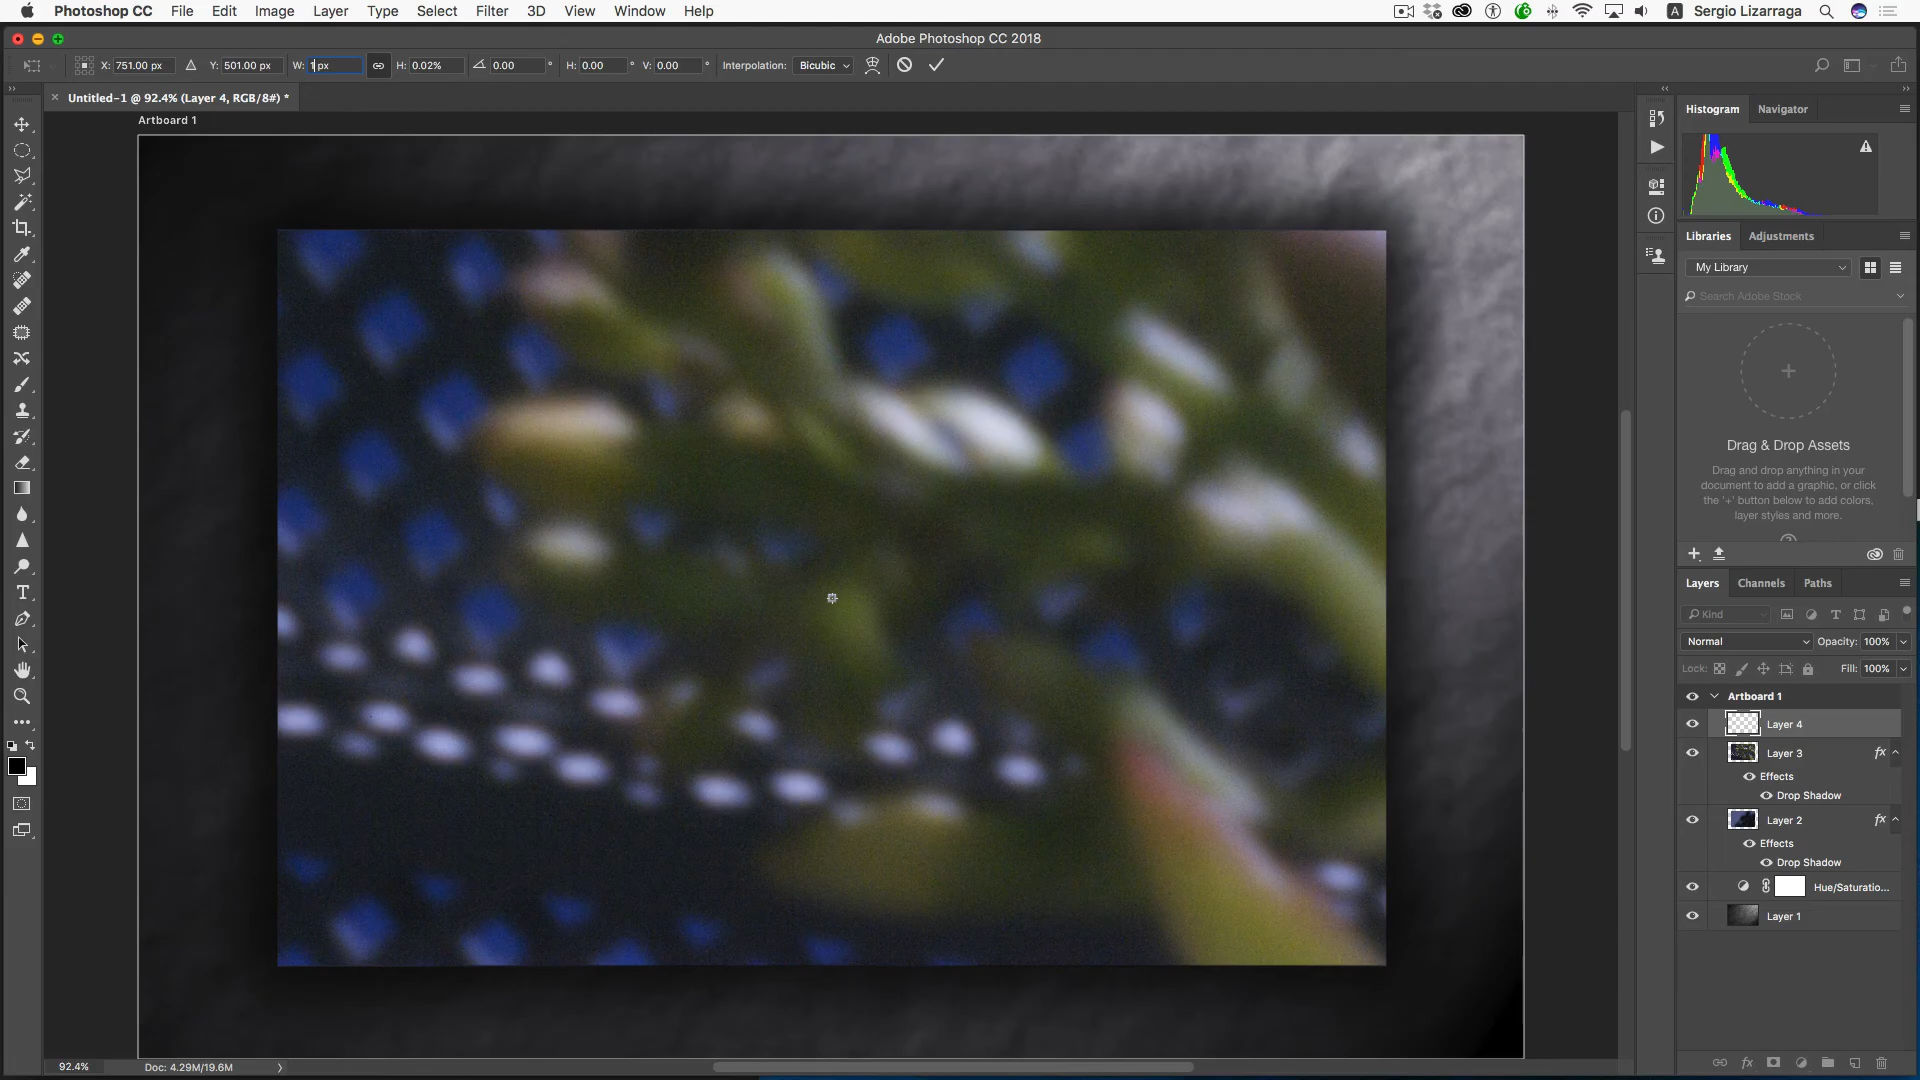 Photoshop CC File Edit Image Layer Type Select Filter 3D View Window Help A Sergio Lizarraga
Adobe Photoshop CC 2018
X: 751.00 px Y: 501.00 px W: 1 px H: 0.02% 0.00 ° H: 0.00 ° V: 0.00 ° Interpolation: Bicubic
Untitled-1 @ 92.4% (Layer 4, RGB/8#) *
Artboard 1
Histogram Navigator
Libraries Adjustments
My Library
Search Adobe Stock
Drag & Drop Assets
Drag and drop anything in your
document to add a graphic, or click
the '+' button below to add colors,
layer styles and more.
Layers Channels Paths
Kind
Normal Opacity: 100%
Lock: Fill: 100%
Artboard 1
Layer 4
Layer 3 fx
Effects
Drop Shadow
Layer 2 fx
Effects
Drop Shadow
Hue/Saturatio...
Layer 1
92.4% Doc: 4.29M/19.6M